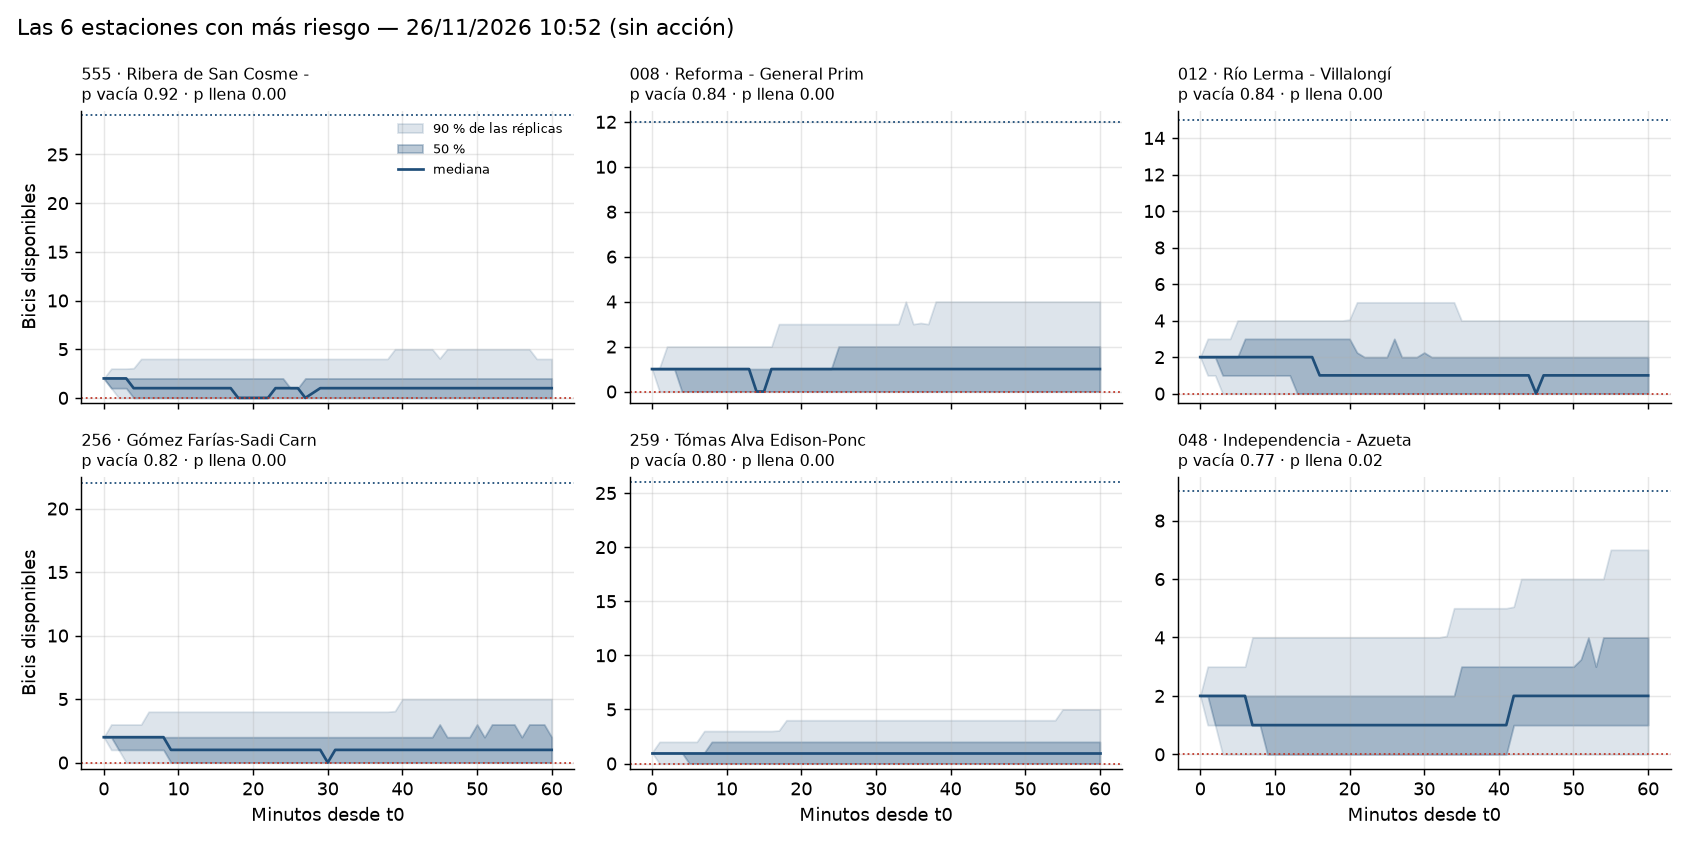 Las 6 estaciones con más riesgo — 26/11/2026 10:52 (sin acción)
555 · Ribera de San Cosme -
p vacía 0.92 · p llena 0.00
90 % de las réplicas
50 %
mediana
25
20
15
10
5
0
Bicis disponibles
008 · Reforma - General Prim
p vacía 0.84 · p llena 0.00
12
10
8
6
4
2
0
012 · Río Lerma - Villalongí
p vacía 0.84 · p llena 0.00
14
12
10
8
6
4
2
0
256 · Gómez Farías-Sadi Carn
p vacía 0.82 · p llena 0.00
20
15
10
5
0
Bicis disponibles
0 10 20 30 40 50 60
Minutos desde t0
259 · Tómas Alva Edison-Ponc
p vacía 0.80 · p llena 0.00
25
20
15
10
5
0
0 10 20 30 40 50 60
Minutos desde t0
048 · Independencia - Azueta
p vacía 0.77 · p llena 0.02
8
6
4
2
0
0 10 20 30 40 50 60
Minutos desde t0